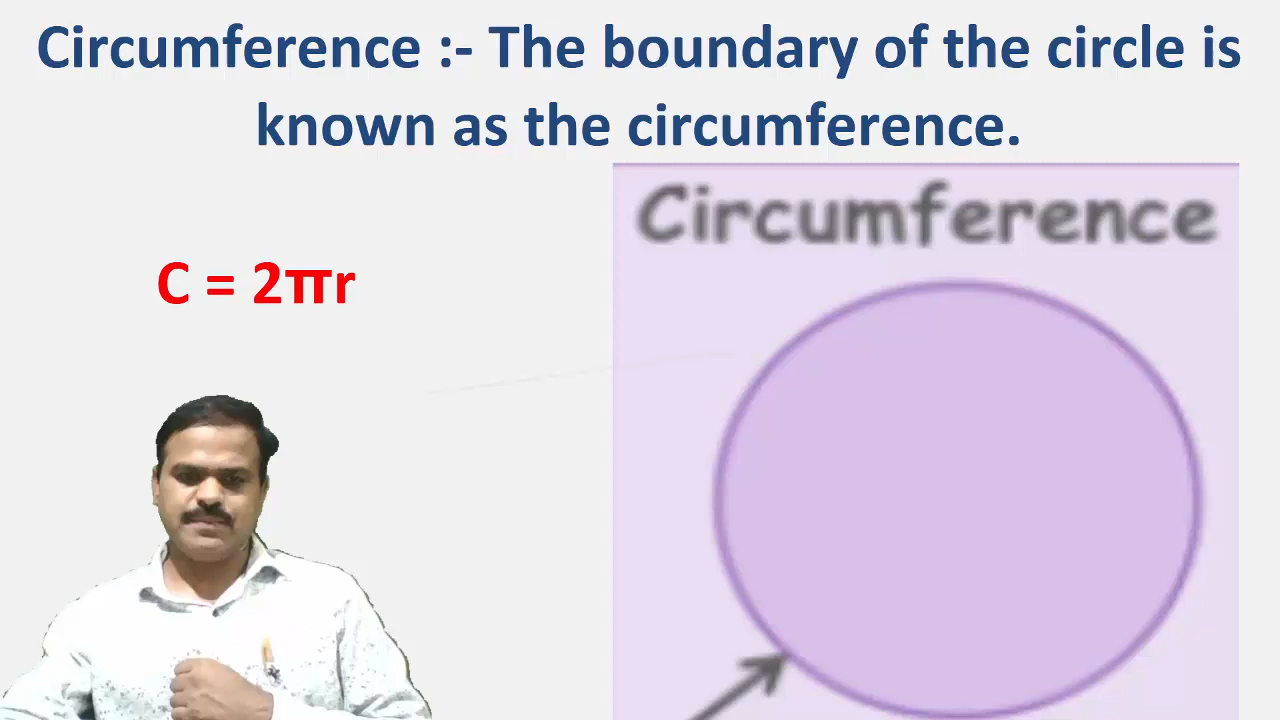 Circumference :- The boundary of the circle is
known as the circumference.
Circumference
C = 2πr